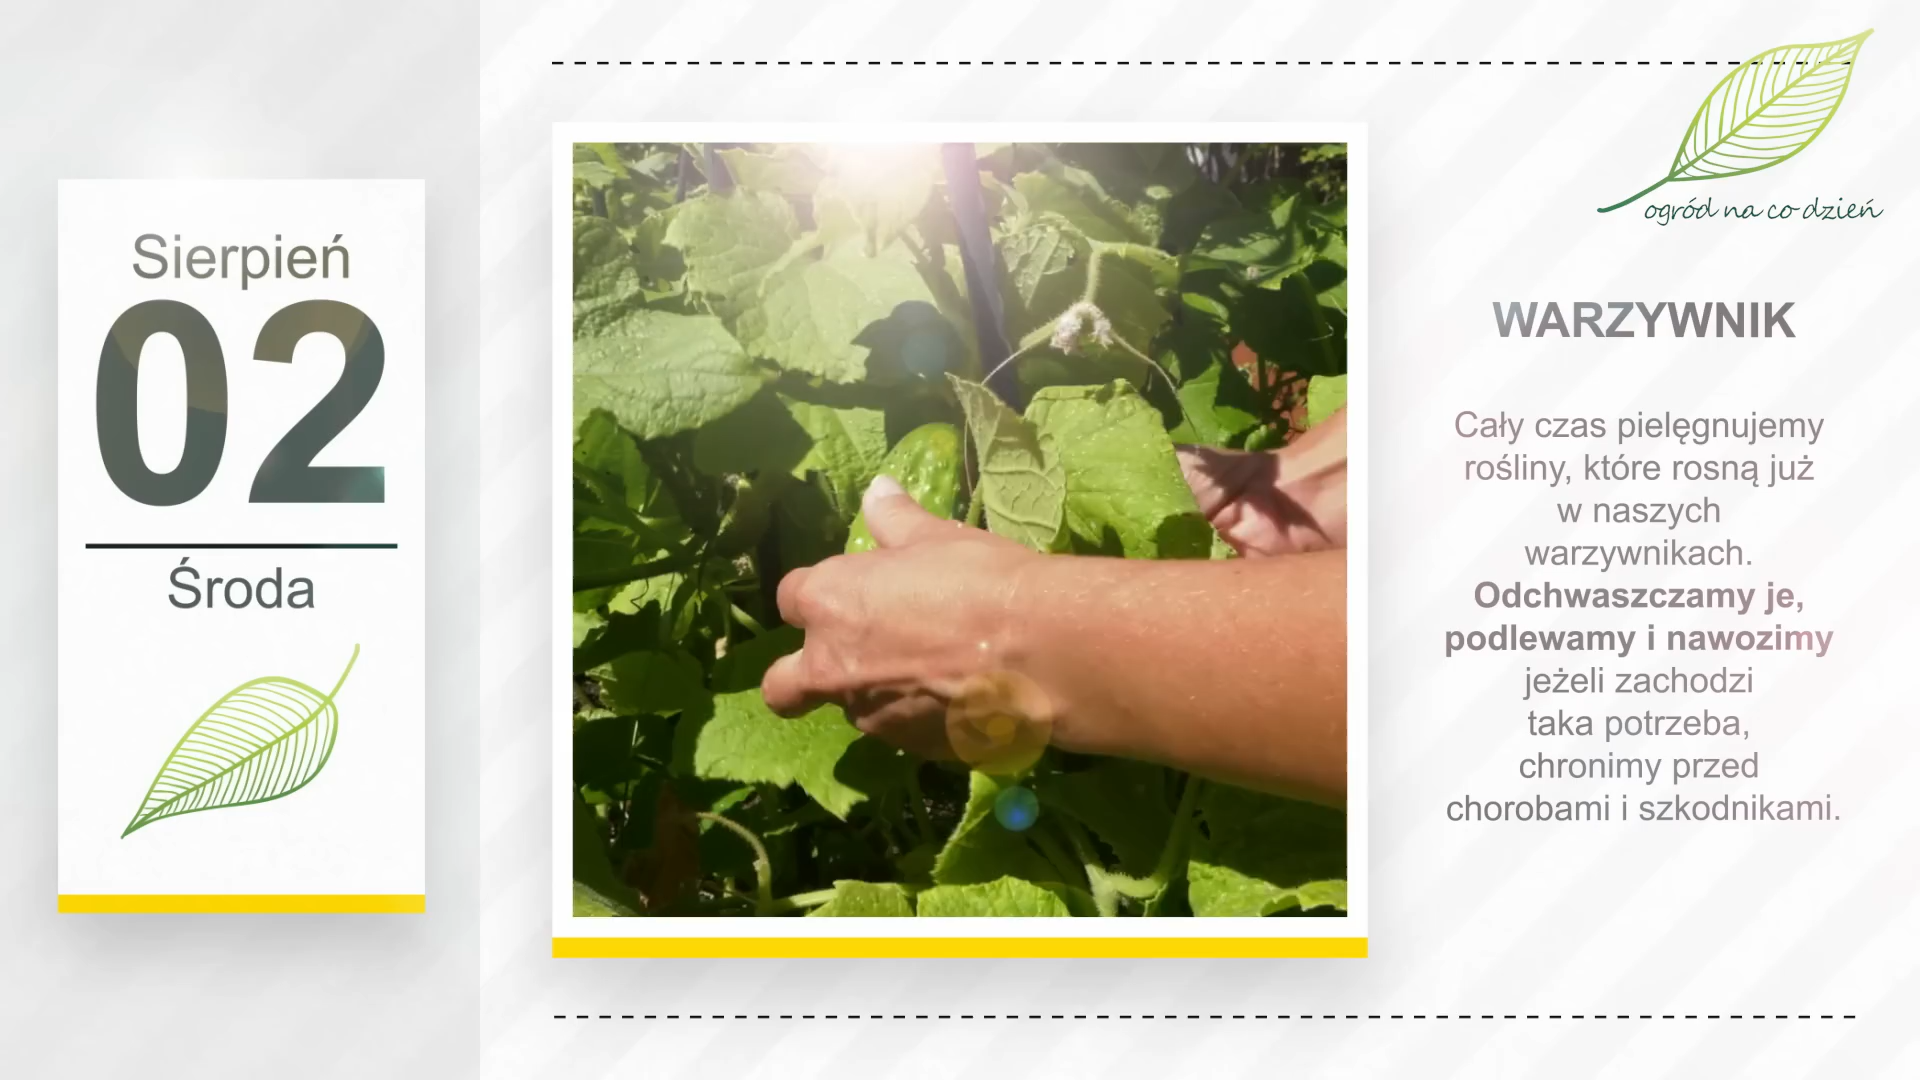 Sierpień
02
Środa
ogród na co dzień
WARZYWNIK
Cały czas pielęgnujemy
rośliny, które rosną już
w naszych
warzywnikach.
Odchwaszczamy je,
podlewamy i nawozimy
jeżeli zachodzi
taka potrzeba,
chronimy przed
chorobami i szkodnikami.